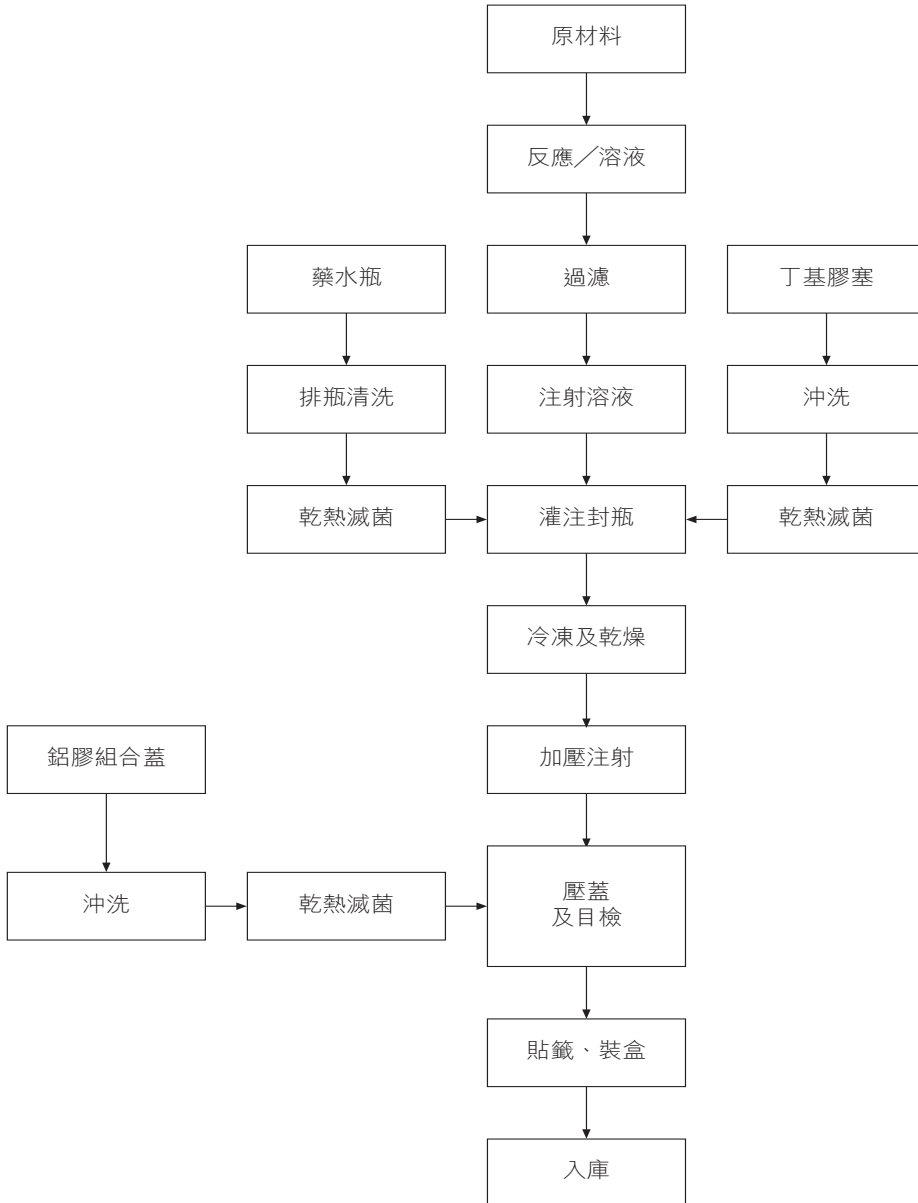 原材料
反應／溶液
藥水瓶
過濾
丁基膠塞
排瓶清洗
注射溶液
沖洗
乾熱滅菌
灌注封瓶
乾熱滅菌
冷凍及乾燥
鋁膠組合蓋
加壓注射
沖洗
乾熱滅菌
壓蓋
及目檢
貼籤、裝盒
入庫